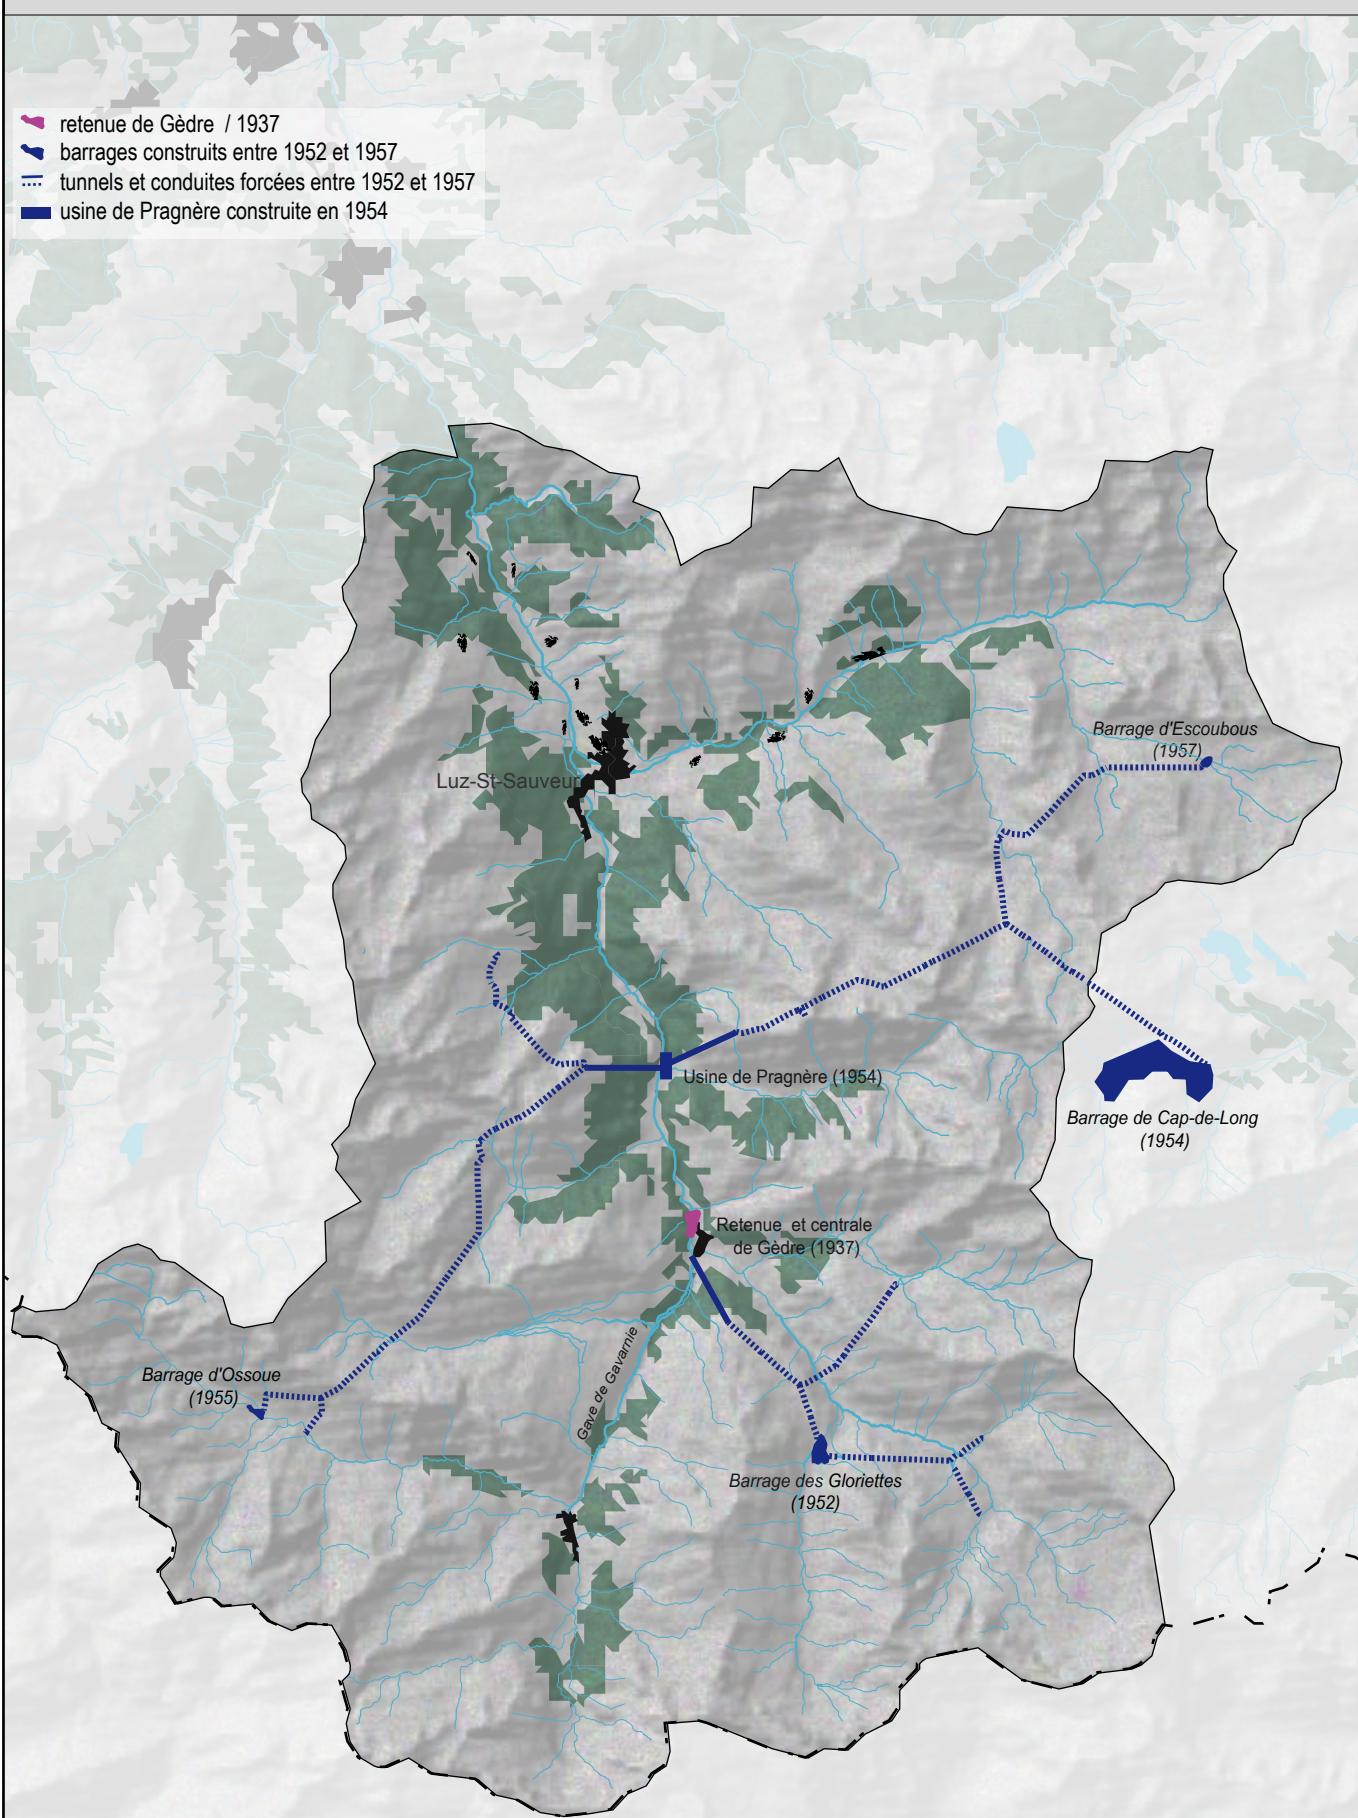 retenue de Gèdre / 1937
barrages construits entre 1952 et 1957
tunnels et conduites forcées entre 1952 et 1957
usine de Pragnère construite en 1954
Barrage d'Escoubous
(1957)
Luz-St-Sauveur
Usine de Pragnère (1954)
Barrage de Cap-de-Long
(1954)
Retenue et centrale
de Gèdre (1937)
Gave de Gavarnie
Barrage d'Ossoue
(1955)
Barrage des Gloriettes
(1952)